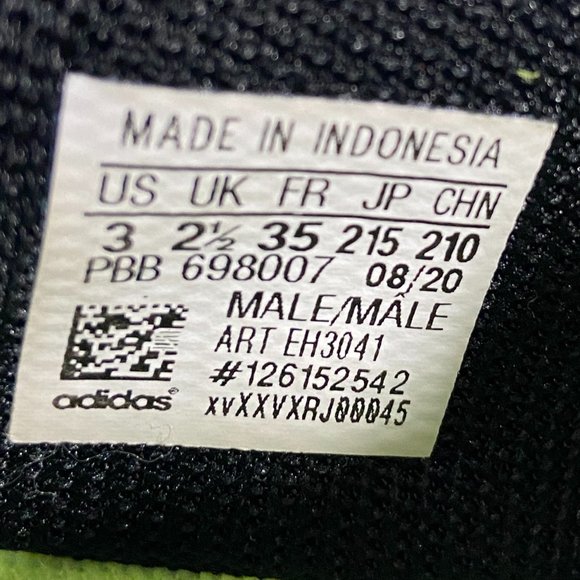 MADE IN INDONESIA
US UK FR JP CHN
3 2½ 35 215 210
PBB 698007 08/20
MALE/MÂLE
ART EH3041
#126152542
adidas® xvXXVXRJ00045